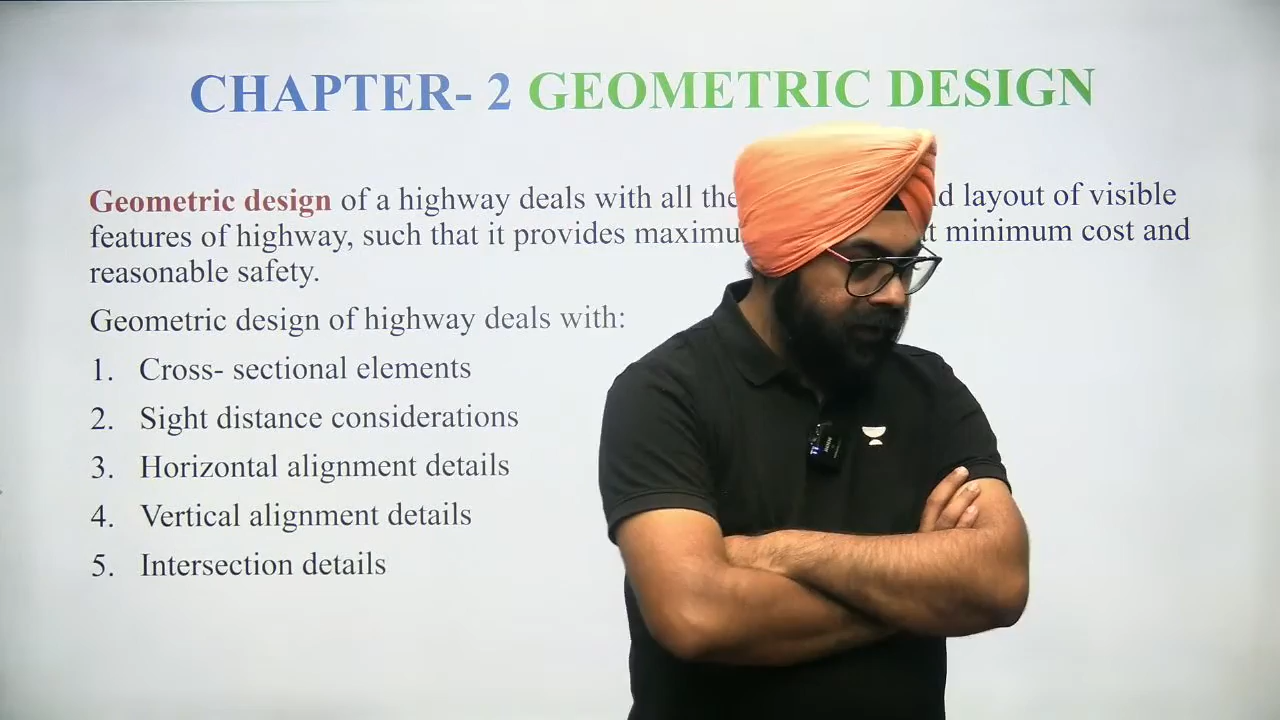 CHAPTER- 2 GEOMETRIC DESIGN
Geometric design of a highway deals with all the layout of visible
features of highway, such that it provides minimum cost and
reasonable safety.
Geometric design of highway deals with:
1. Cross- sectional elements
2. Sight distance considerations
3. Horizontal alignment details
4. Vertical alignment details
5. Intersection details